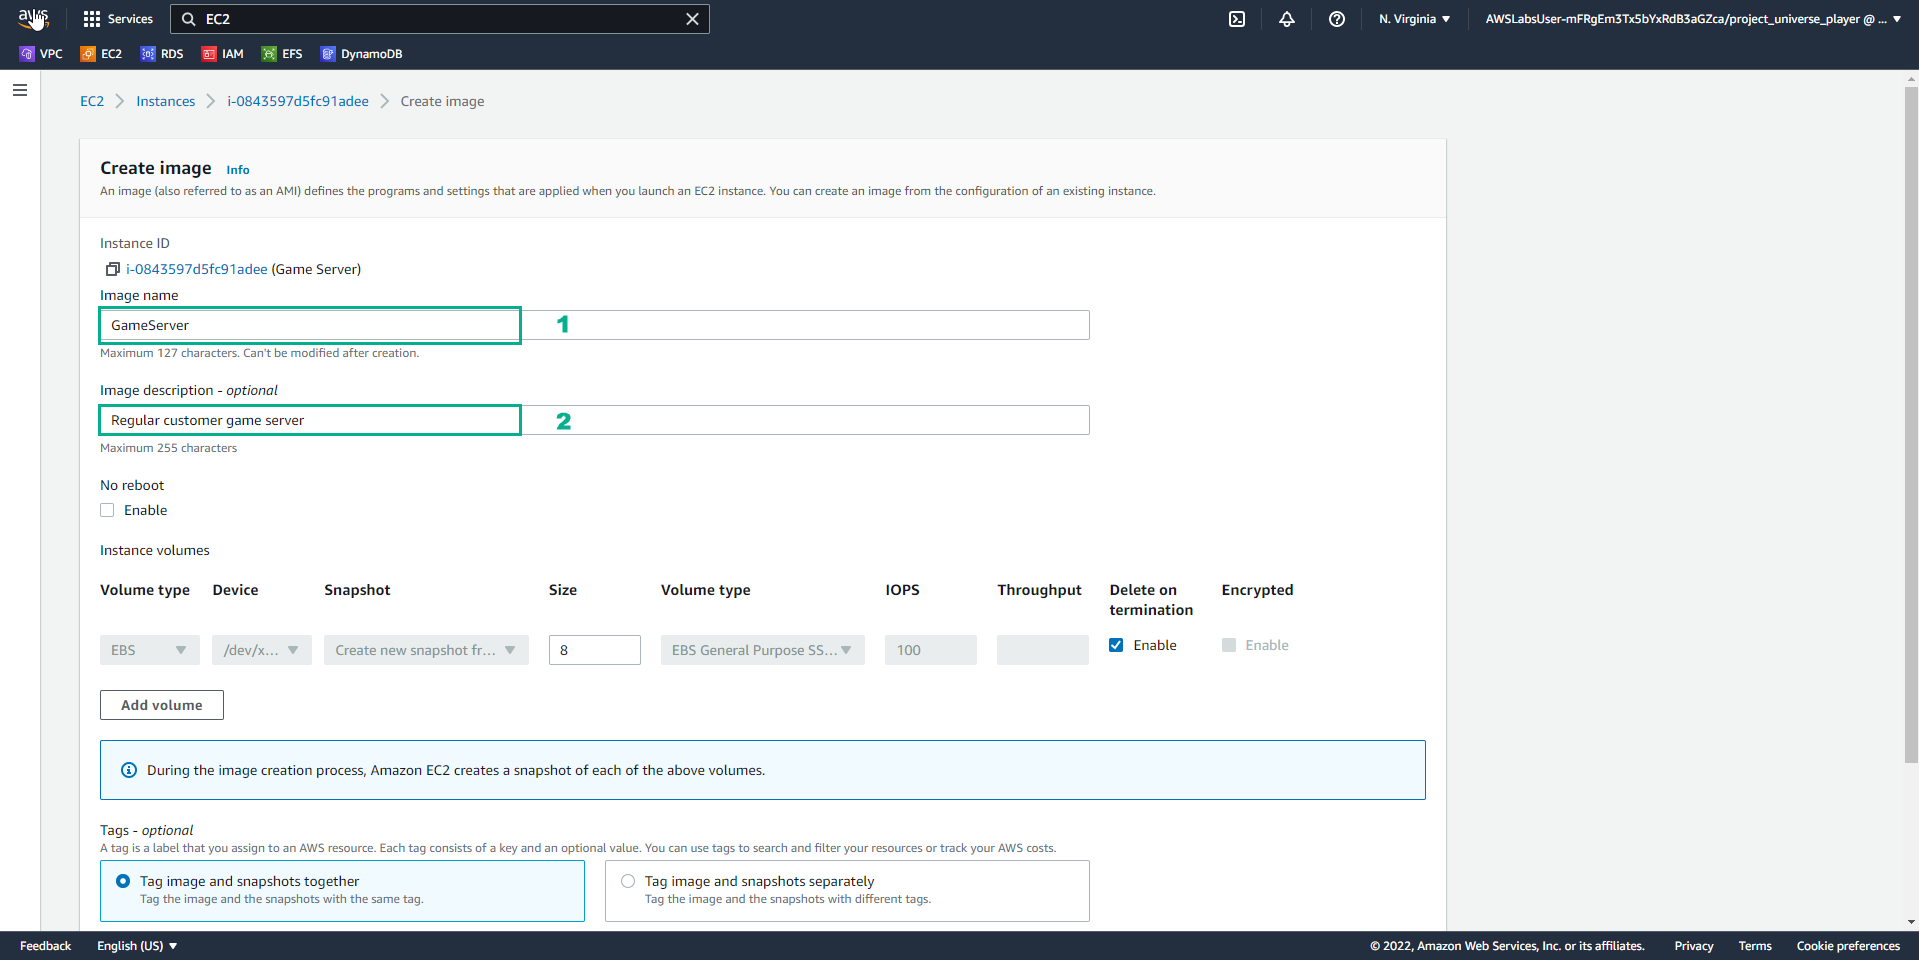 aws Services EC2 N. Virginia ▼ AWSLabsUser-mFRgEm3Tx5bYxRdB3aGZca/project_universe_player @ ... ▼
VPC EC2 RDS IAM EFS DynamoDB
EC2 > Instances > i-0843597d5fc91adee > Create image
Create image Info
An image (also referred to as an AMI) defines the programs and settings that are applied when you launch an EC2 instance. You can create an image from the configuration of an existing instance.
Instance ID
i-0843597d5fc91adee (Game Server)
Image name
GameServer 1
Maximum 127 characters. Can't be modified after creation.
Image description - optional
Regular customer game server 2
Maximum 255 characters
No reboot
Enable
Instance volumes
Volume type Device Snapshot Size Volume type IOPS Throughput Delete on termination Encrypted
EBS /dev/x... Create new snapshot fr... 8 EBS General Purpose SS... 100 Enable Enable
Add volume
During the image creation process, Amazon EC2 creates a snapshot of each of the above volumes.
Tags - optional
A tag is a label that you assign to an AWS resource. Each tag consists of a key and an optional value. You can use tags to search and filter your resources or track your AWS costs.
Tag image and snapshots together
Tag the image and the snapshots with the same tag.
Tag image and snapshots separately
Tag the image and the snapshots with different tags.
Feedback English (US) ▼ © 2022, Amazon Web Services, Inc. or its affiliates. Privacy Terms Cookie preferences